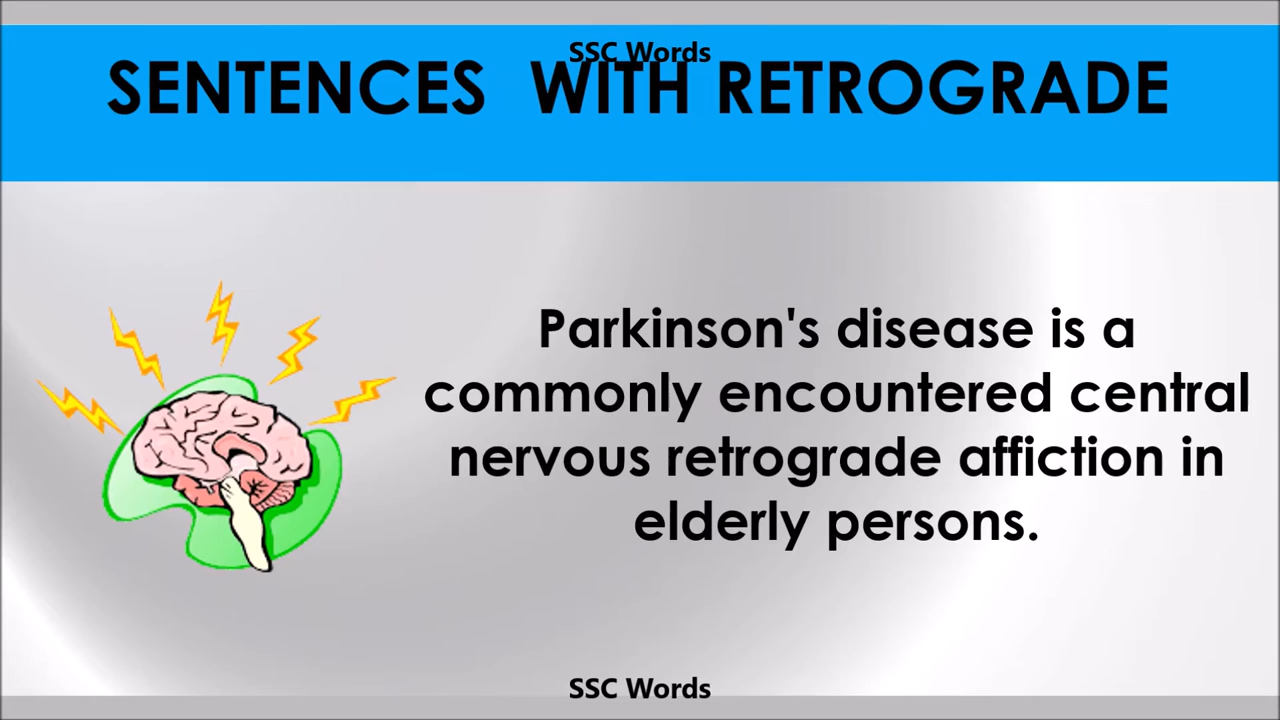 SSC Words
SENTENCES WITH RETROGRADE
Parkinson's disease is a
commonly encountered central
nervous retrograde affiction in
elderly persons.
SSC Words